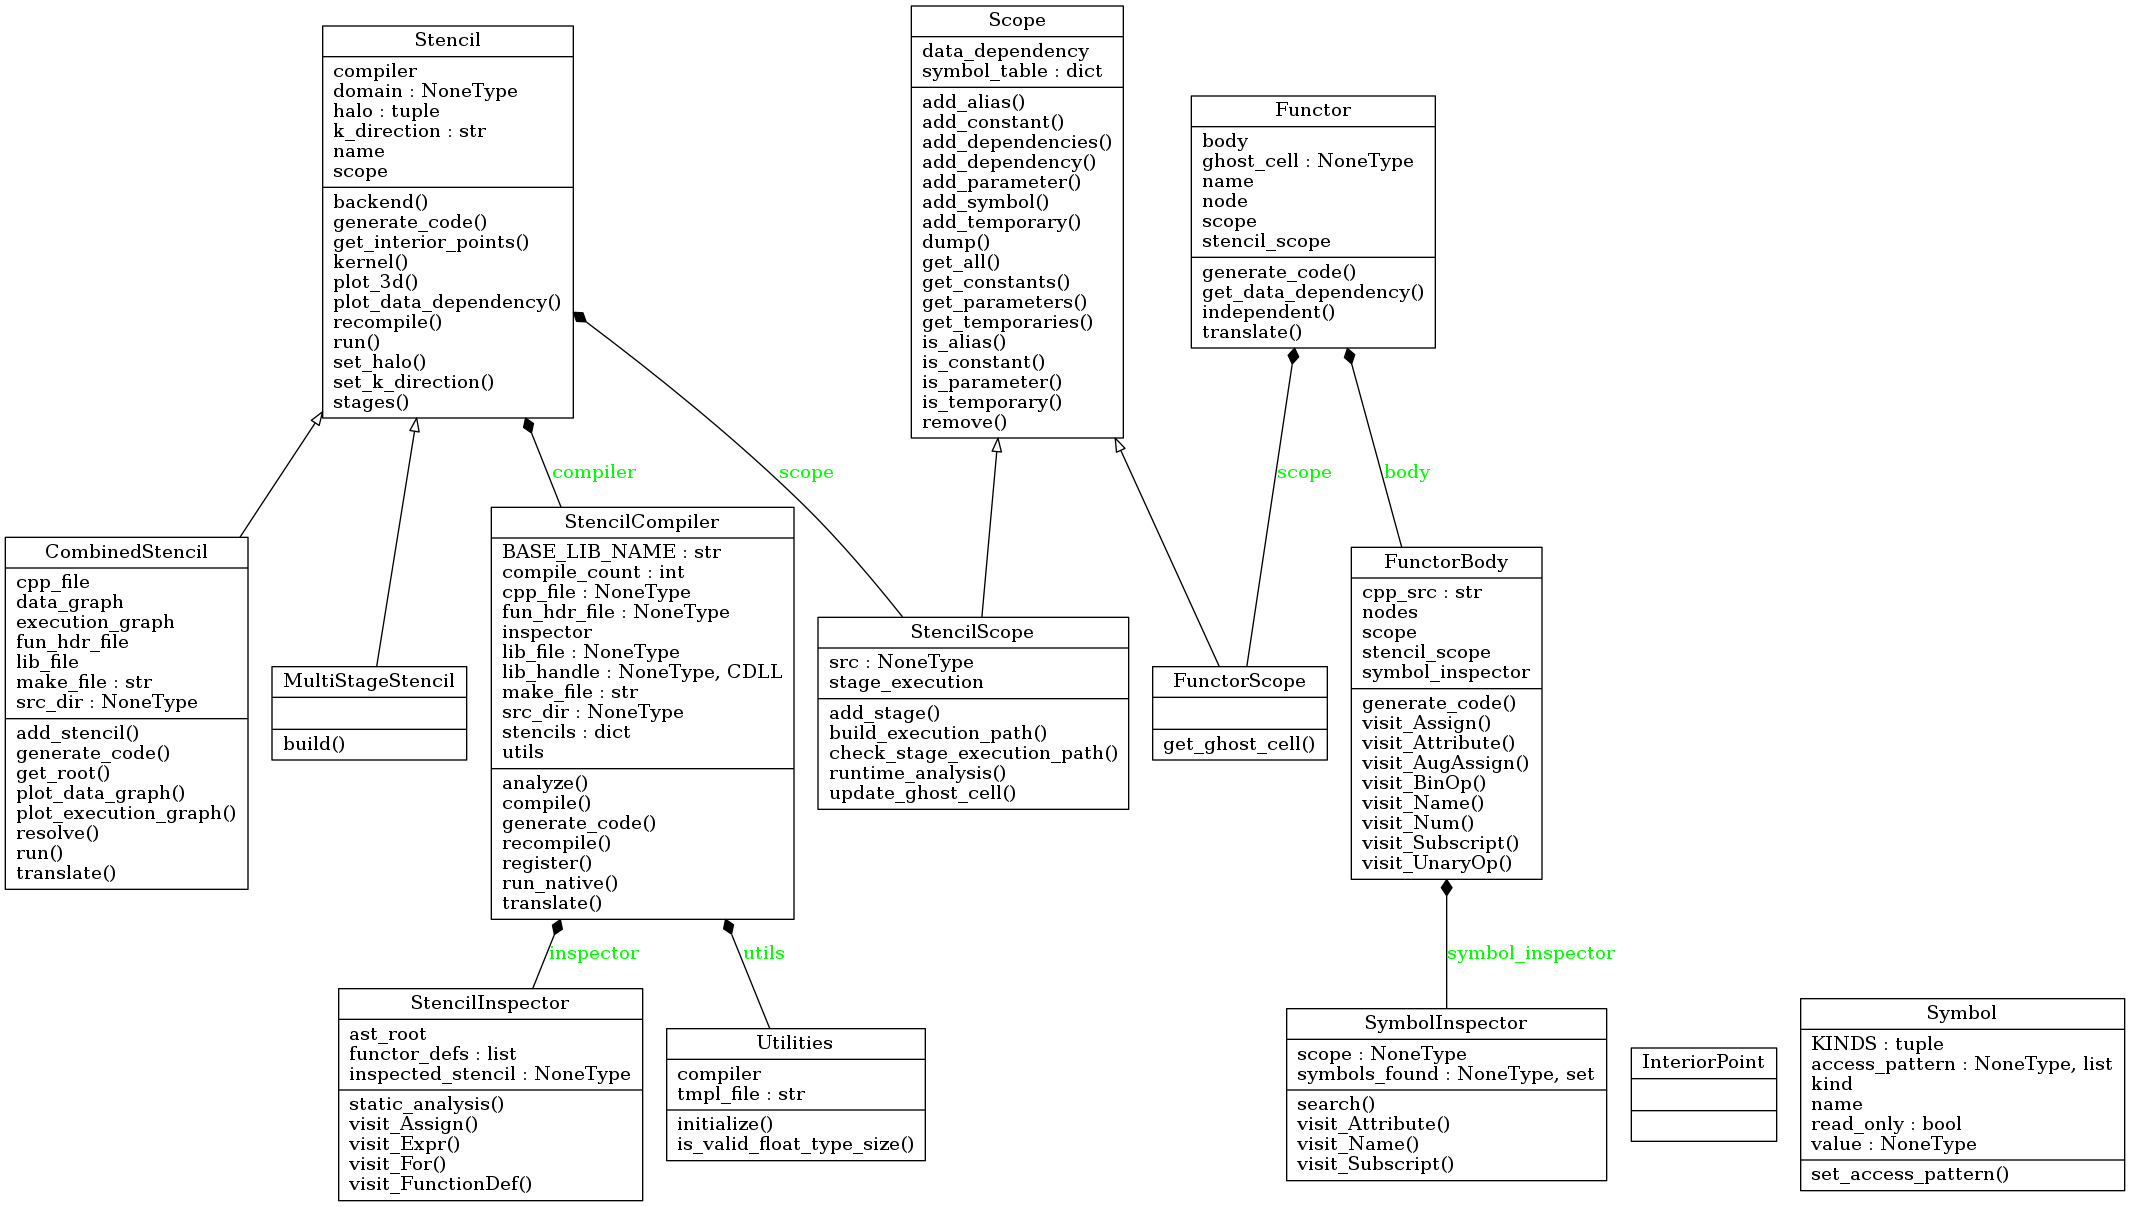 Stencil
compiler
domain : NoneType
halo : tuple
k_direction : str
name
scope
backend()
generate_code()
get_interior_points()
kernel()
plot_3d()
plot_data_dependency()
recompile()
run()
set_halo()
set_k_direction()
stages()
Scope
data_dependency
symbol_table : dict
add_alias()
add_constant()
add_dependencies()
add_dependency()
add_parameter()
add_symbol()
add_temporary()
dump()
get_all()
get_constants()
get_parameters()
get_temporaries()
is_alias()
is_constant()
is_parameter()
is_temporary()
remove()
Functor
body
ghost_cell : NoneType
name
node
scope
stencil_scope
generate_code()
get_data_dependency()
independent()
translate()
compiler
scope
scope
body
CombinedStencil
cpp_file
data_graph
execution_graph
fun_hdr_file
lib_file
make_file : str
src_dir : NoneType
add_stencil()
generate_code()
get_root()
plot_data_graph()
plot_execution_graph()
resolve()
run()
translate()
MultiStageStencil
build()
StencilCompiler
BASE_LIB_NAME : str
compile_count : int
cpp_file : NoneType
fun_hdr_file : NoneType
inspector
lib_file : NoneType
lib_handle : NoneType, CDLL
make_file : str
src_dir : NoneType
stencils : dict
utils
analyze()
compile()
generate_code()
recompile()
register()
run_native()
translate()
StencilScope
src : NoneType
stage_execution
add_stage()
build_execution_path()
check_stage_execution_path()
runtime_analysis()
update_ghost_cell()
FunctorScope
get_ghost_cell()
FunctorBody
cpp_src : str
nodes
scope
stencil_scope
symbol_inspector
generate_code()
visit_Assign()
visit_Attribute()
visit_AugAssign()
visit_BinOp()
visit_Name()
visit_Num()
visit_Subscript()
visit_UnaryOp()
inspector
utils
symbol_inspector
StencilInspector
ast_root
functor_defs : list
inspected_stencil : NoneType
static_analysis()
visit_Assign()
visit_Expr()
visit_For()
visit_FunctionDef()
Utilities
compiler
tmpl_file : str
initialize()
is_valid_float_type_size()
SymbolInspector
scope : NoneType
symbols_found : NoneType, set
search()
visit_Attribute()
visit_Name()
visit_Subscript()
InteriorPoint
Symbol
KINDS : tuple
access_pattern : NoneType, list
kind
name
read_only : bool
value : NoneType
set_access_pattern()